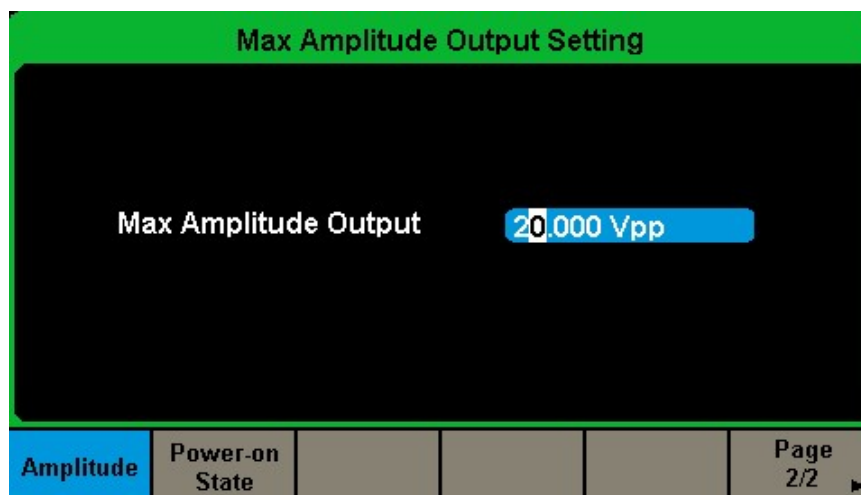 Max Amplitude Output Setting
Max Amplitude Output 20.000 Vpp
Amplitude
Power-on
State
Page
2/2